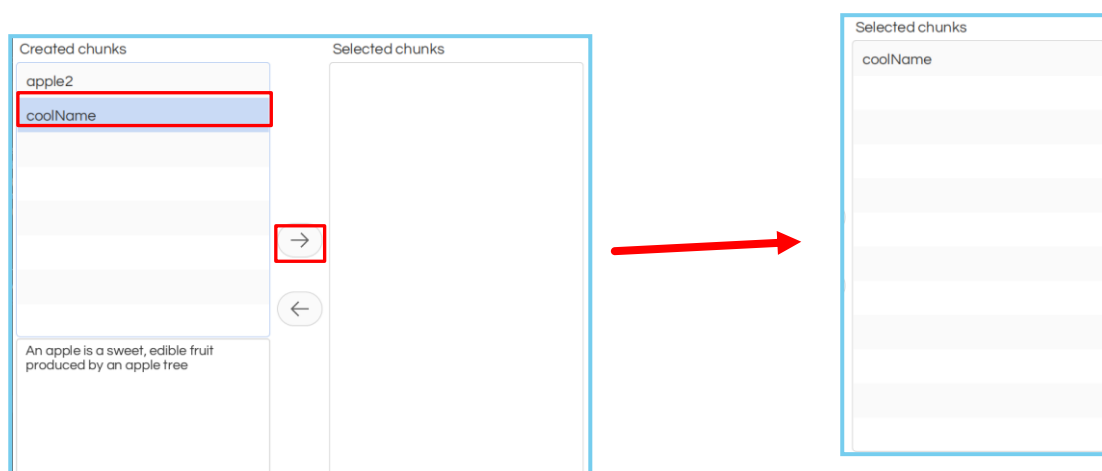 Created chunks
apple2
coolName
An apple is a sweet, edible fruit
produced by an apple tree
Selected chunks
Selected chunks
coolName